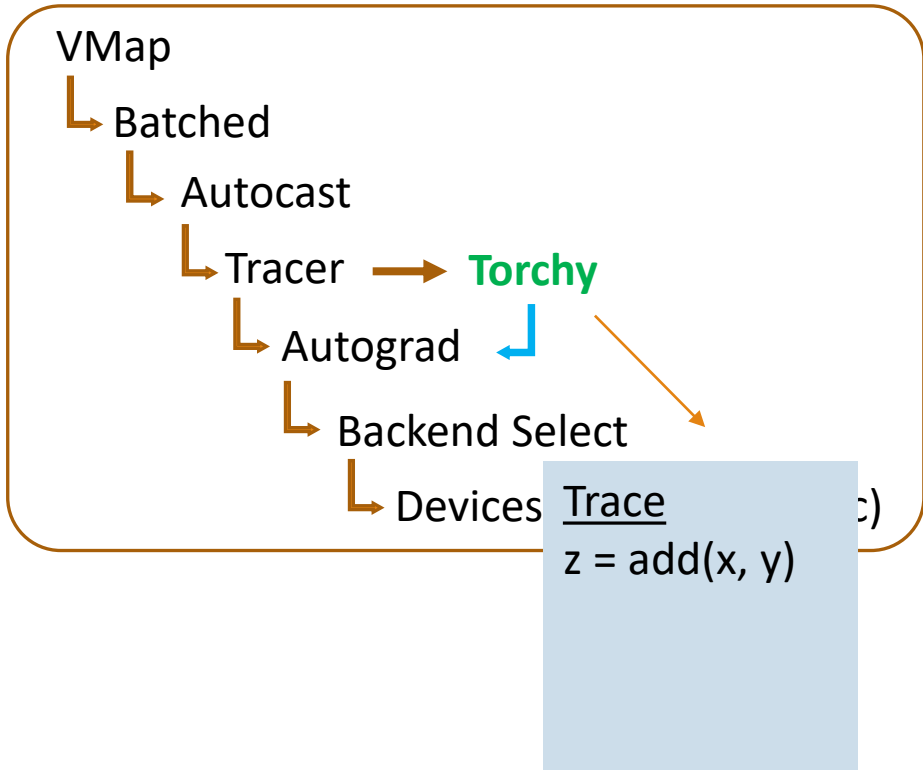 VMap
Batched
Autocast
Tracer Torchy
Autograd
Backend Select
Devices c)
Trace
z = add(x, y)